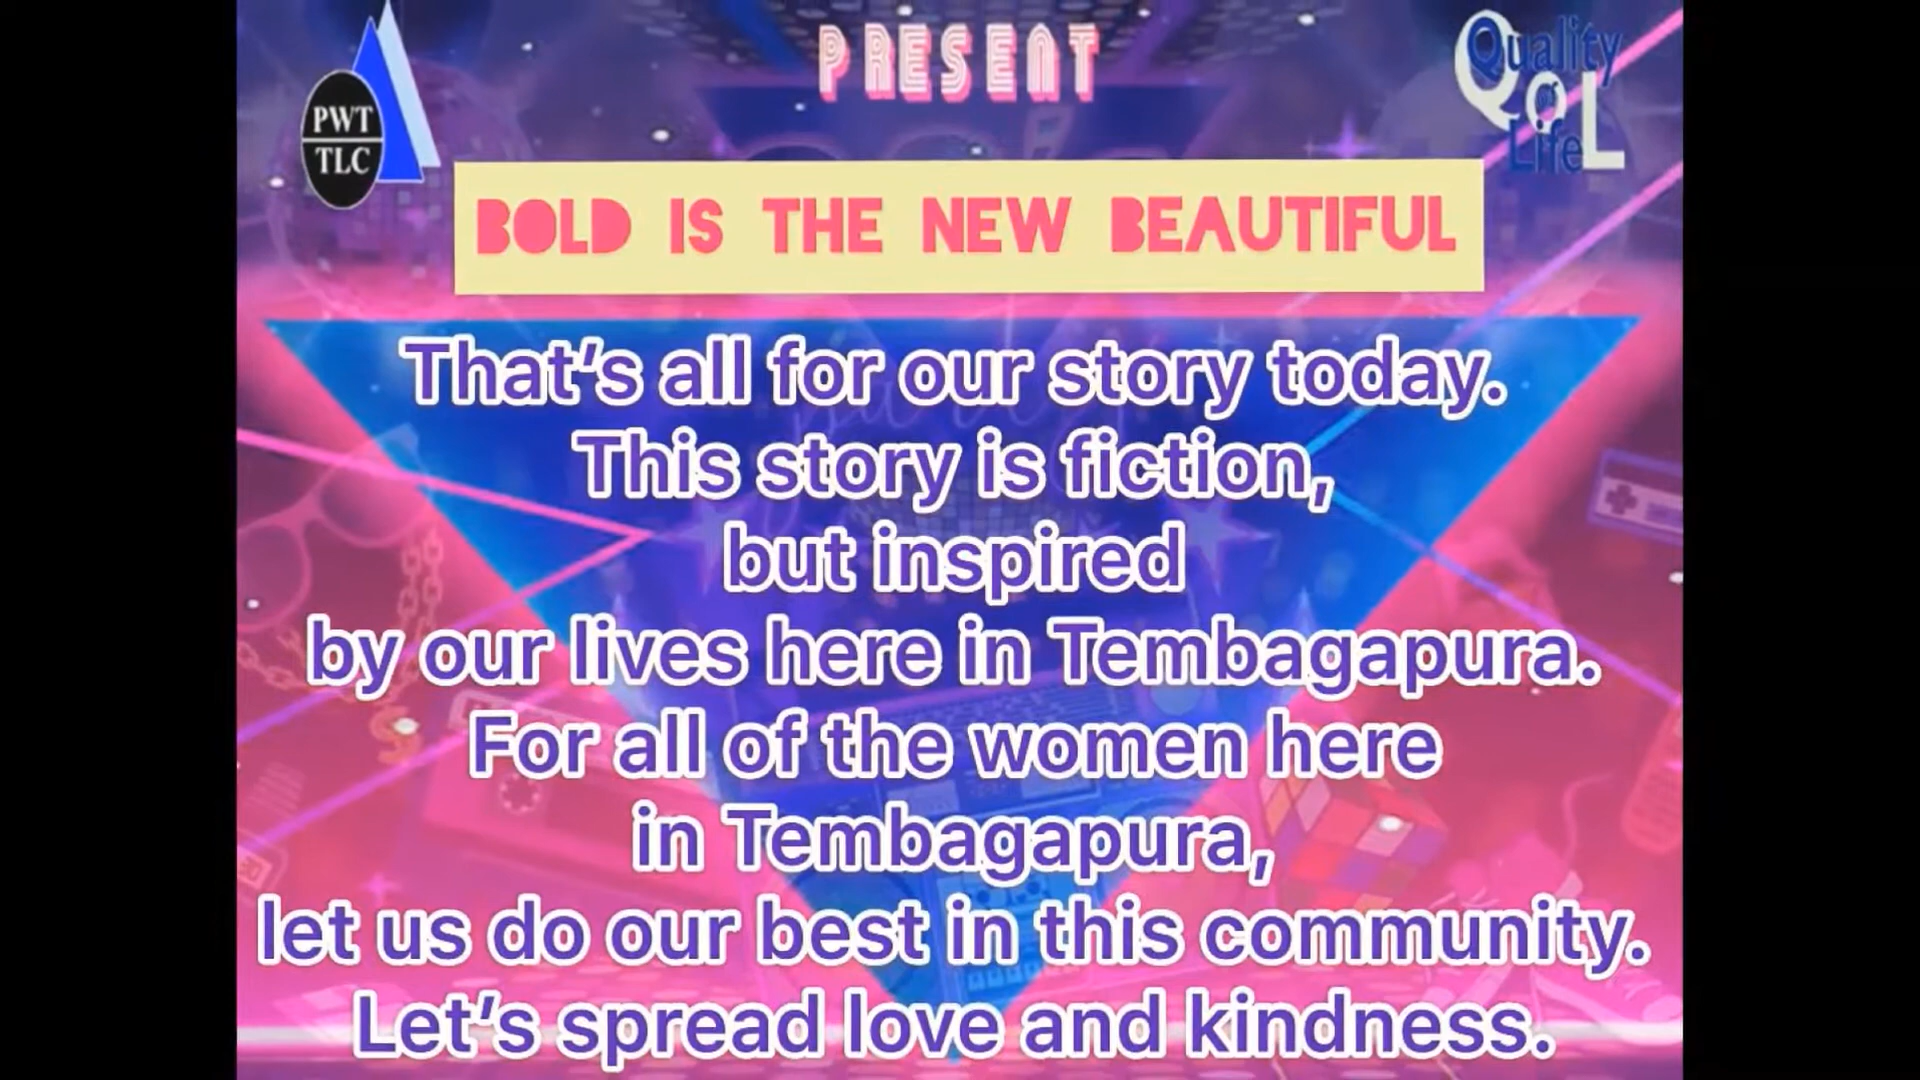 PRESENT
PWT
TLC
Quality
of
Life
QOL
BOLD IS THE NEW BEAUTIFUL
That's all for our story today.
This story is fiction,
but inspired
by our lives here in Tembagapura.
For all of the women here
in Tembagapura,
let us do our best in this community.
Let's spread love and kindness.